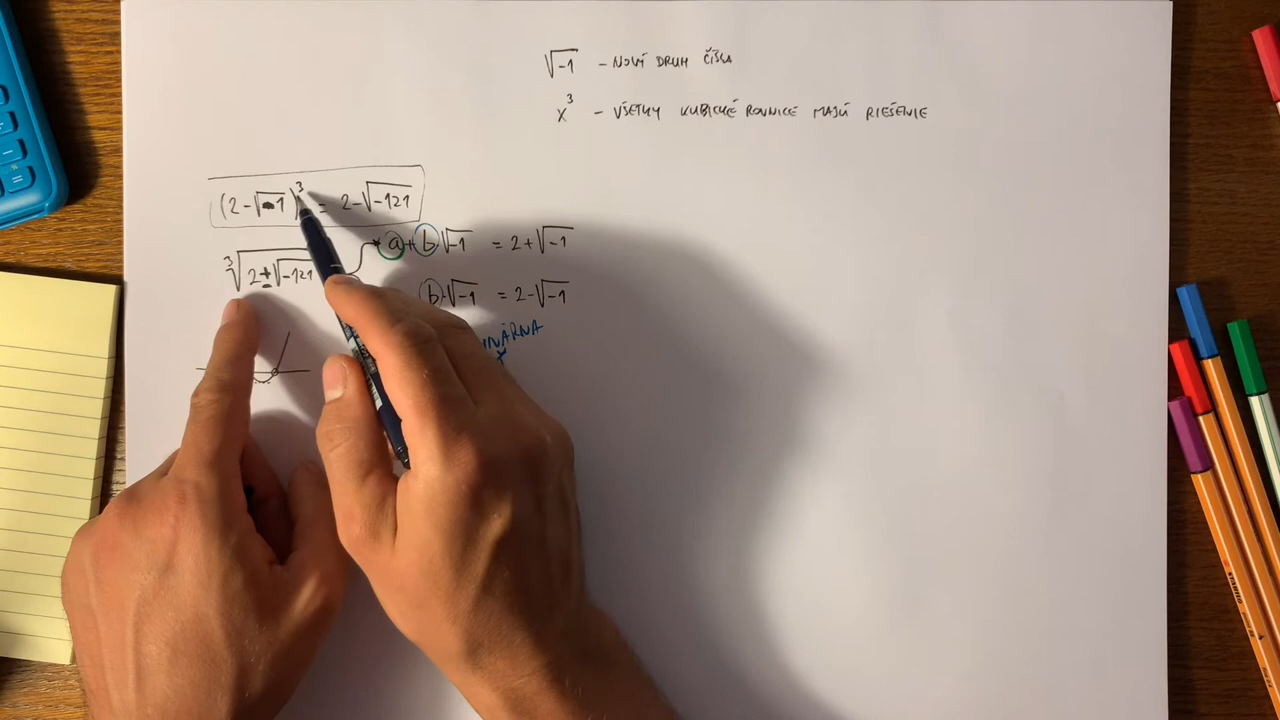 √-1 - NOVÍ DRUH ČÍSLA
x³ - VŠETKY KUBICKÉ ROVNICE MAJÚ RIEŠENIE
(2-√-1)³ = 2-√-121
a+b√-1 = 2+√-1
∛2±√-121
b√-1 = 2-√-1